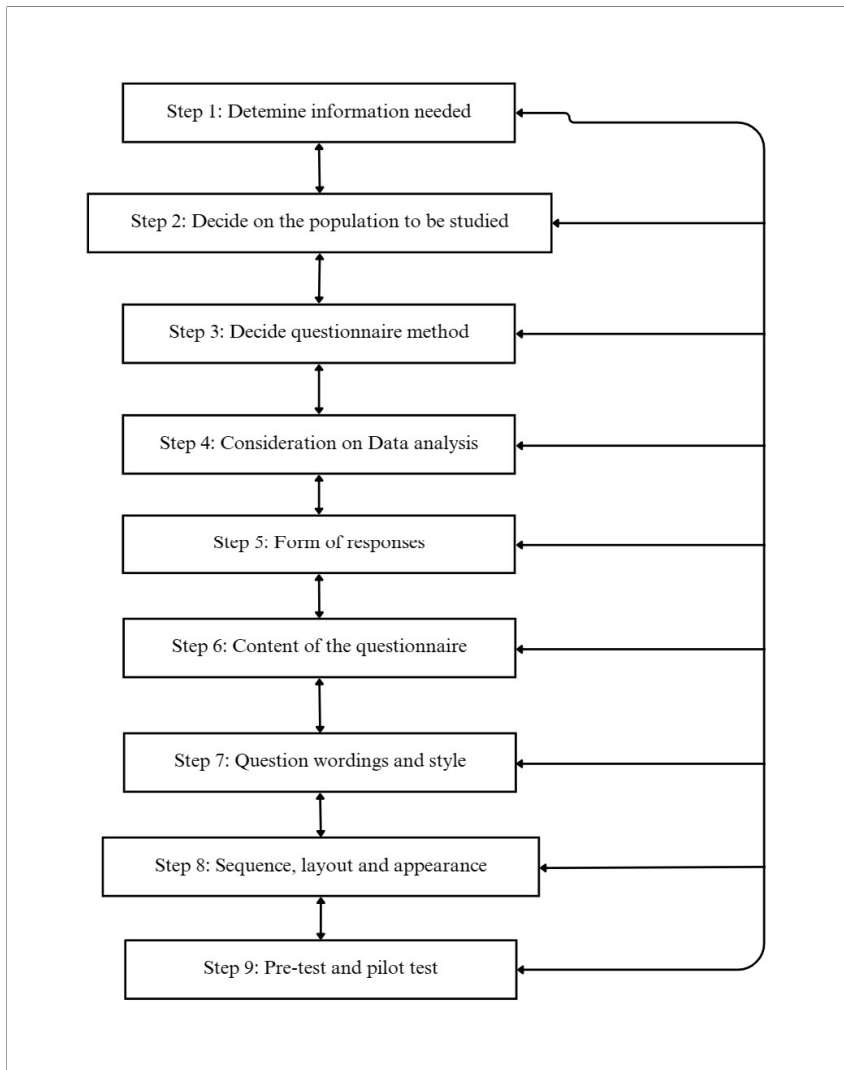 Step 1: Detemine information needed
Step 2: Decide on the population to be studied
Step 3: Decide questionnaire method
Step 4: Consideration on Data analysis
Step 5: Form of responses
Step 6: Content of the questionnaire
Step 7: Question wordings and style
Step 8: Sequence, layout and appearance
Step 9: Pre-test and pilot test